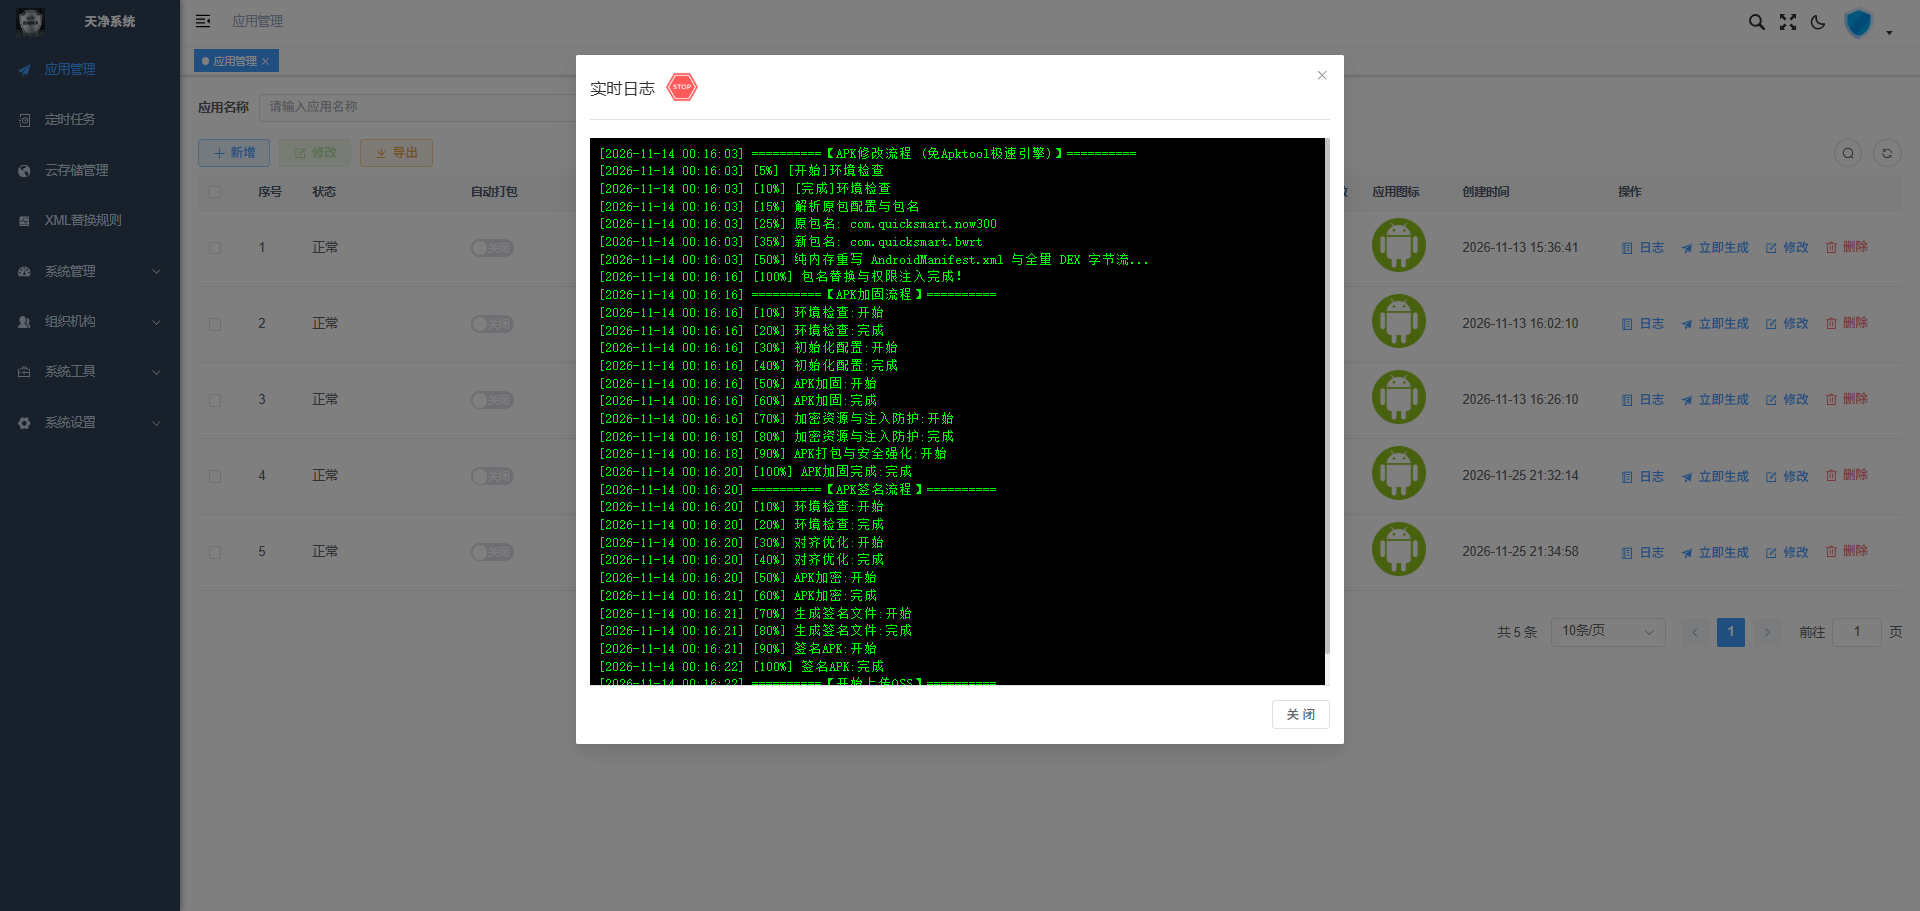 天净系统
应用管理
定时任务
云存储管理
XML替换规则
系统管理
组织机构
系统工具
系统设置
应用管理
应用管理
应用名称 请输入应用名称
新增 修改 导出
序号 状态 自动打包 应用图标 创建时间 操作
1 正常 关闭 2026-11-13 15:36:41 日志 立即生成 修改 删除
2 正常 关闭 2026-11-13 16:02:10 日志 立即生成 修改 删除
3 正常 关闭 2026-11-13 16:26:10 日志 立即生成 修改 删除
4 正常 关闭 2026-11-25 21:32:14 日志 立即生成 修改 删除
5 正常 关闭 2026-11-25 21:34:58 日志 立即生成 修改 删除
共 5 条 10条/页 1 前往 1 页
实时日志 STOP
[2026-11-14 00:16:03] ==========【APK修改流程 (免Apktool极速引擎)】==========
[2026-11-14 00:16:03] [5%] [开始]环境检查
[2026-11-14 00:16:03] [10%] [完成]环境检查
[2026-11-14 00:16:03] [15%] 解析原包配置与包名
[2026-11-14 00:16:03] [25%] 原包名: com.quicksmart.now300
[2026-11-14 00:16:03] [35%] 新包名: com.quicksmart.bwrt
[2026-11-14 00:16:03] [50%] 纯内存重写 AndroidManifest.xml 与全量 DEX 字节流...
[2026-11-14 00:16:16] [100%] 包名替换与权限注入完成!
[2026-11-14 00:16:16] ==========【APK加固流程】==========
[2026-11-14 00:16:16] [10%] 环境检查:开始
[2026-11-14 00:16:16] [20%] 环境检查:完成
[2026-11-14 00:16:16] [30%] 初始化配置:开始
[2026-11-14 00:16:16] [40%] 初始化配置:完成
[2026-11-14 00:16:16] [50%] APK加固:开始
[2026-11-14 00:16:16] [60%] APK加固:完成
[2026-11-14 00:16:16] [70%] 加密资源与注入防护:开始
[2026-11-14 00:16:18] [80%] 加密资源与注入防护:完成
[2026-11-14 00:16:18] [90%] APK打包与安全强化:开始
[2026-11-14 00:16:20] [100%] APK加固完成:完成
[2026-11-14 00:16:20] ==========【APK签名流程】==========
[2026-11-14 00:16:20] [10%] 环境检查:开始
[2026-11-14 00:16:20] [20%] 环境检查:完成
[2026-11-14 00:16:20] [30%] 对齐优化:开始
[2026-11-14 00:16:20] [40%] 对齐优化:完成
[2026-11-14 00:16:20] [50%] APK加密:开始
[2026-11-14 00:16:21] [60%] APK加密:完成
[2026-11-14 00:16:21] [70%] 生成签名文件:开始
[2026-11-14 00:16:21] [80%] 生成签名文件:完成
[2026-11-14 00:16:21] [90%] 签名APK:开始
[2026-11-14 00:16:22] [100%] 签名APK:完成
[2026-11-14 00:16:22] ==========【开始上传OSS】==========
关 闭